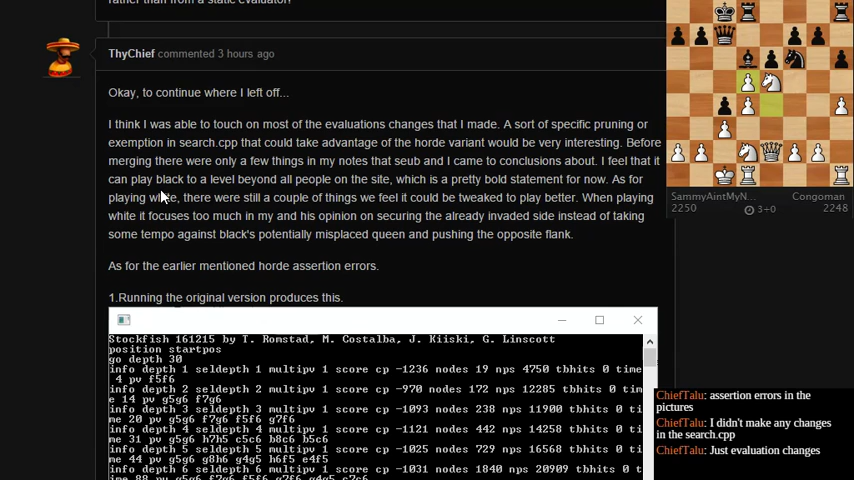 rather than from a static evaluator?
ThyChief commented 3 hours ago
Okay, to continue where I left off...
I think I was able to touch on most of the evaluations changes that I made. A sort of specific pruning or
exemption in search.cpp that could take advantage of the horde variant would be very interesting. Before
merging there were only a few things in my notes that seub and I came to conclusions about. I feel that it
can play black to a level beyond all people on the site, which is a pretty bold statement for now. As for
playing white, there were still a couple of things we feel it could be tweaked to play better. When playing
white it focuses too much in my and his opinion on securing the already invaded side instead of taking
some tempo against black's potentially misplaced queen and pushing the opposite flank.
As for the earlier mentioned horde assertion errors.
1.Running the original version produces this.
Stockfish 161215 by T. Romstad, M. Costalba, J. Kiiski, G. Linscott
position startpos
go depth 30
info depth 1 seldepth 1 multipv 1 score cp -1236 nodes 19 nps 4750 tbhits 0 time
4 pv f5f6
info depth 2 seldepth 2 multipv 1 score cp -970 nodes 172 nps 12285 tbhits 0 tim
e 14 pv g5g6 f7g6
info depth 3 seldepth 3 multipv 1 score cp -1093 nodes 238 nps 11900 tbhits 0 ti
me 20 pv g5g6 f7g6 f5f6 g7f6
info depth 4 seldepth 4 multipv 1 score cp -1121 nodes 442 nps 14258 tbhits 0 ti
me 31 pv g5g6 h7h5 c5c6 b8c6 b5c6
info depth 5 seldepth 5 multipv 1 score cp -1025 nodes 729 nps 16568 tbhits 0 ti
me 44 pv g5g6 g8h6 g4g5 h6f5 e4f5
info depth 6 seldepth 6 multipv 1 score cp -1031 nodes 1840 nps 20909 tbhits 0 t
ime 88 pv g5g6 f7g6 f5g6 g7g6 g4g5 c7c6
SammyAintMyN... Congoman
2250 3+0 2248
ChiefTalu: assertion errors in the
pictures
ChiefTalu: I didn't make any changes
in the search.cpp
ChiefTalu: Just evaluation changes